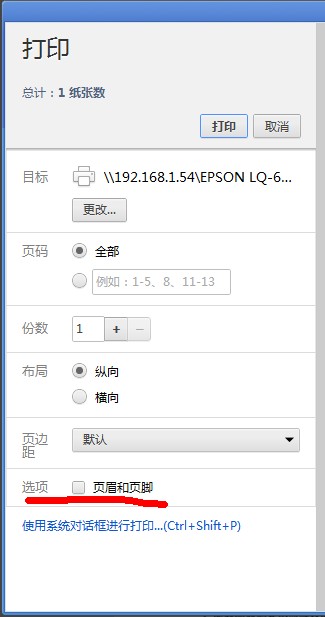 打印
总计：1 纸张数
打印 取消
目标 \\192.168.1.54\EPSON LQ-6...
更改...
页码 全部
例如：1-5、8、11-13
份数 1 + −
布局 纵向
横向
页边距 默认
选项 页眉和页脚
使用系统对话框进行打印...(Ctrl+Shift+P)